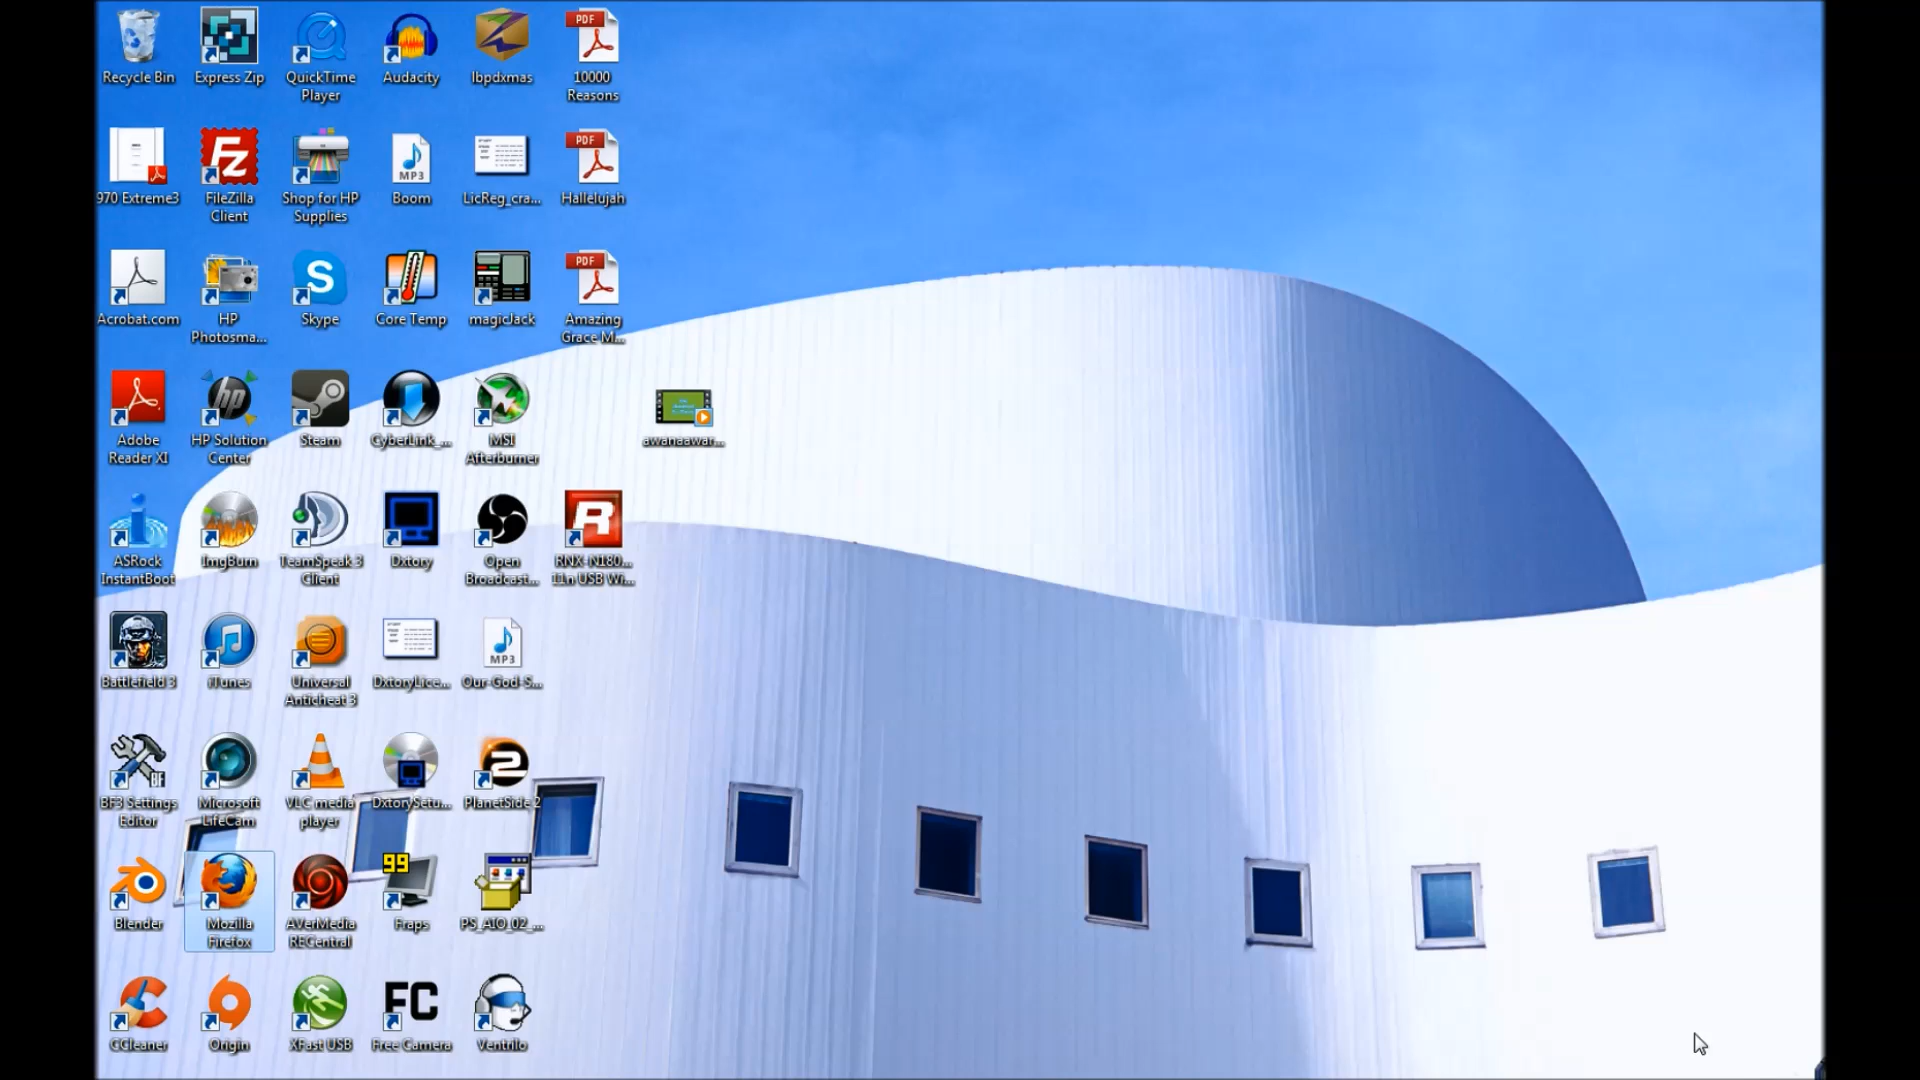 Recycle Bin
Express Zip
QuickTime
Player
Audacity
lbpdxmas
PDF
10000
Reasons
970 Extreme3
FZ
FileZilla
Client
Shop for HP
Supplies
MP3
Boom
LicReg_cra...
PDF
Hallelujah
Acrobat.com
HP
Photosma...
S
Skype
Core Temp
magicJack
PDF
Amazing
Grace M...
Adobe
Reader XI
hp
HP Solution
Center
Steam
CyberLink_...
MSI
Afterburner
awanaawar...
ASRock
InstantBoot
ImgBurn
TeamSpeak 3
Client
Dxtory
Open
Broadcast...
R
RNX-N180...
11n USB Wi...
Battlefield 3
iTunes
Universal
Anticheat 3
DxtoryLice...
MP3
Our-God-S...
BF
BF3 Settings
Editor
Microsoft
LifeCam
VLC media
player
DxtorySetu...
2
PlanetSide 2
Blender
Mozilla
Firefox
AVerMedia
RECentral
99
Fraps
PS_AIO_02_...
CCleaner
Origin
XFast USB
FC
Free Camera
Ventrilo